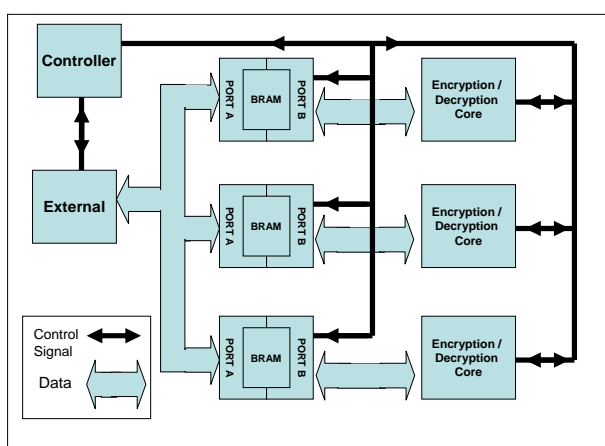 Controller
External
PORT A
BRAM
PORT B
Encryption /
Decryption
Core
PORT A
BRAM
PORT B
Encryption /
Decryption
Core
PORT A
BRAM
PORT B
Encryption /
Decryption
Core
Control
Signal
Data